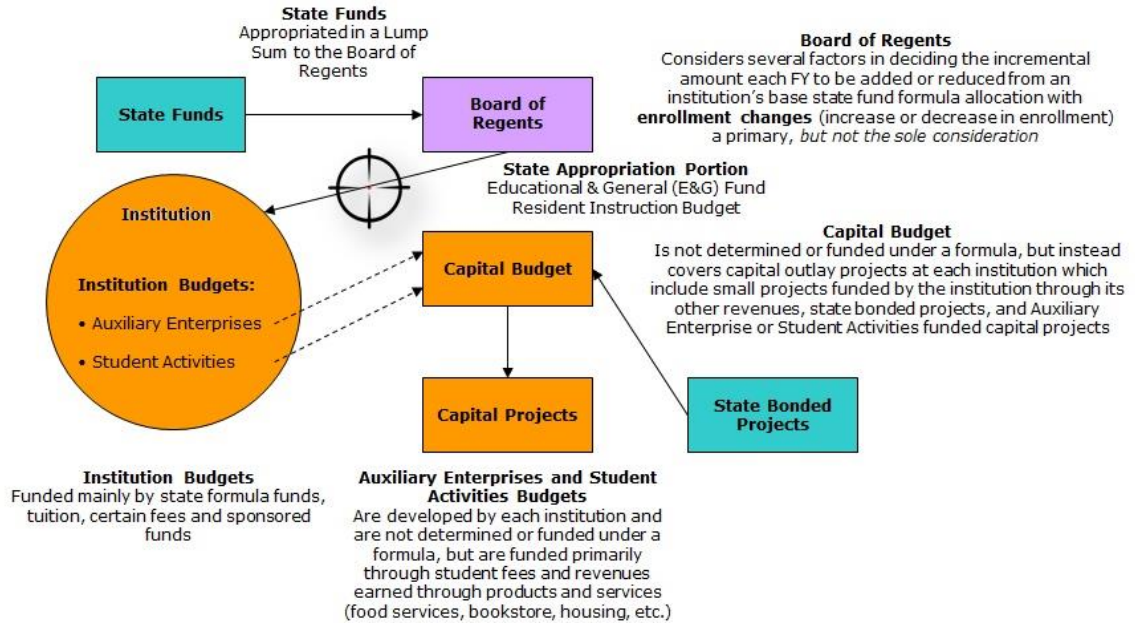 State Funds
Appropriated in a Lump
Sum to the Board of
Regents
Board of Regents
Considers several factors in deciding the incremental
amount each FY to be added or reduced from an
institution's base state fund formula allocation with
enrollment changes (increase or decrease in enrollment)
a primary, but not the sole consideration
State Funds
Board of
Regents
State Appropriation Portion
Educational & General (E&G) Fund
Resident Instruction Budget
Institution
Institution Budgets:
• Auxiliary Enterprises
• Student Activities
Capital Budget
Capital Budget
Is not determined or funded under a formula, but instead
covers capital outlay projects at each institution which
include small projects funded by the institution through its
other revenues, state bonded projects, and Auxiliary
Enterprise or Student Activities funded capital projects
Capital Projects
State Bonded
Projects
Institution Budgets
Funded mainly by state formula funds,
tuition, certain fees and sponsored
funds
Auxiliary Enterprises and Student
Activities Budgets
Are developed by each institution and
are not determined or funded under a
formula, but are funded primarily
through student fees and revenues
earned through products and services
(food services, bookstore, housing, etc.)